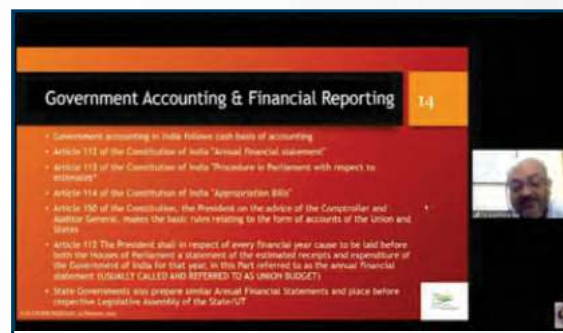 Government Accounting & Financial Reporting
14
• Government accounting in India follows cash basis of accounting
• Article 112 of the Constitution of India "Annual financial statement"
• Article 113 of the Constitution of India "Procedure in Parliament with respect to
estimates"
• Article 114 of the Constitution of India "Appropriation Bills"
• Article 150 of the Constitution, the President on the advice of the Comptroller and
Auditor General, makes the basic rules relating to the form of accounts of the Union and
States
• Article 112 The President shall in respect of every financial year cause to be laid before
both the Houses of Parliament a statement of the estimated receipts and expenditure of
the Government of India for that year, in this Part referred to as the annual financial
statement (USUALLY CALLED AND REFERRED TO AS UNION BUDGET)
• State Governments also prepare similar Annual Financial Statements and place before
respective Legislative Assembly of the State/UT